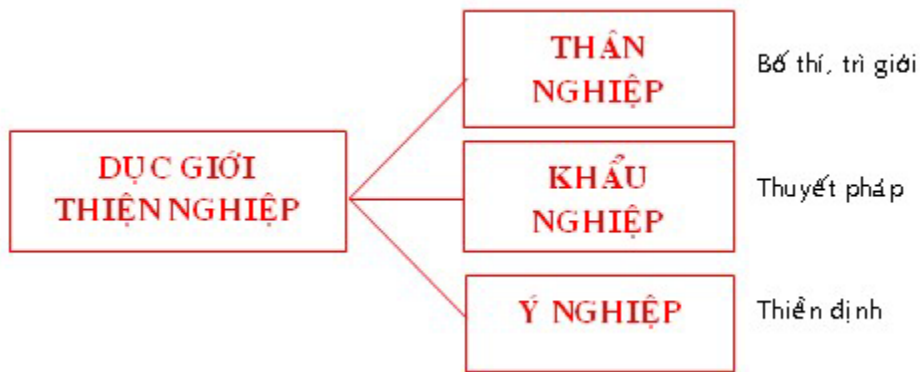 DỤC GIỚI
THIỆN NGHIỆP
THÂN
NGHIỆP
Bố thí, trì giới
KHẨU
NGHIỆP
Thuyết pháp
Ý NGHIỆP
Thiền định